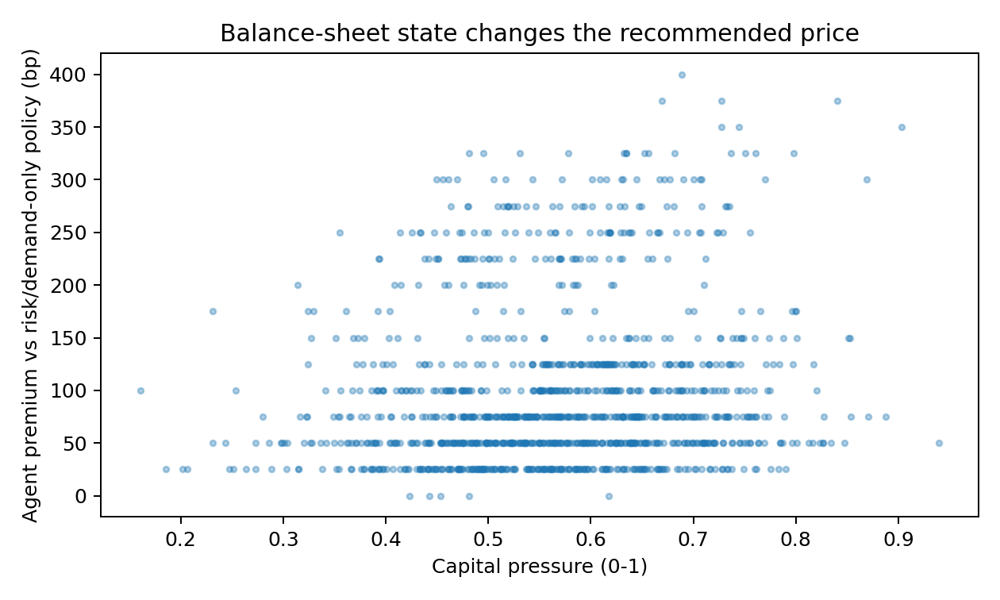 Balance-sheet state changes the recommended price
Agent premium vs risk/demand-only policy (bp)
400
350
300
250
200
150
100
50
0
0.2 0.3 0.4 0.5 0.6 0.7 0.8 0.9
Capital pressure (0-1)